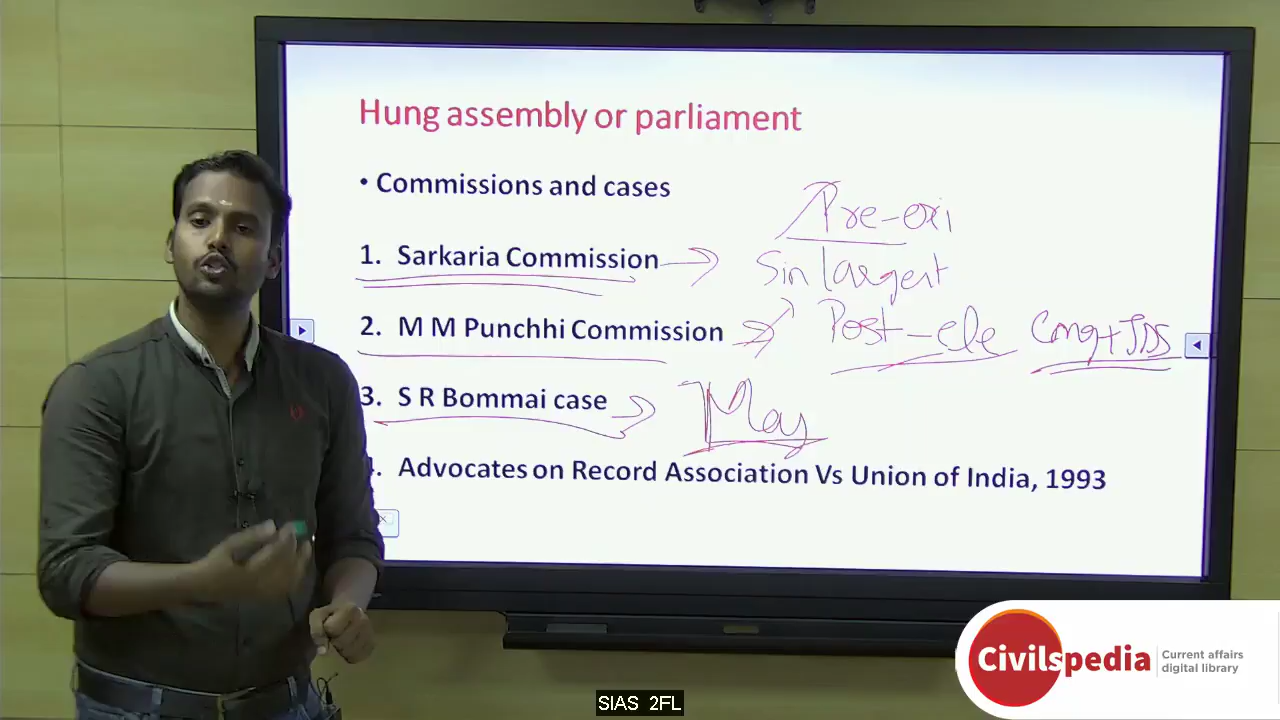 Hung assembly or parliament
• Commissions and cases
Pre-exi
1. Sarkaria Commission
Sin largest
2. M M Punchhi Commission
Post-ele Cong+JDS
3. S R Bommai case
May
4. Advocates on Record Association Vs Union of India, 1993
Civilspedia
Current affairs
digital library
SIAS 2FL